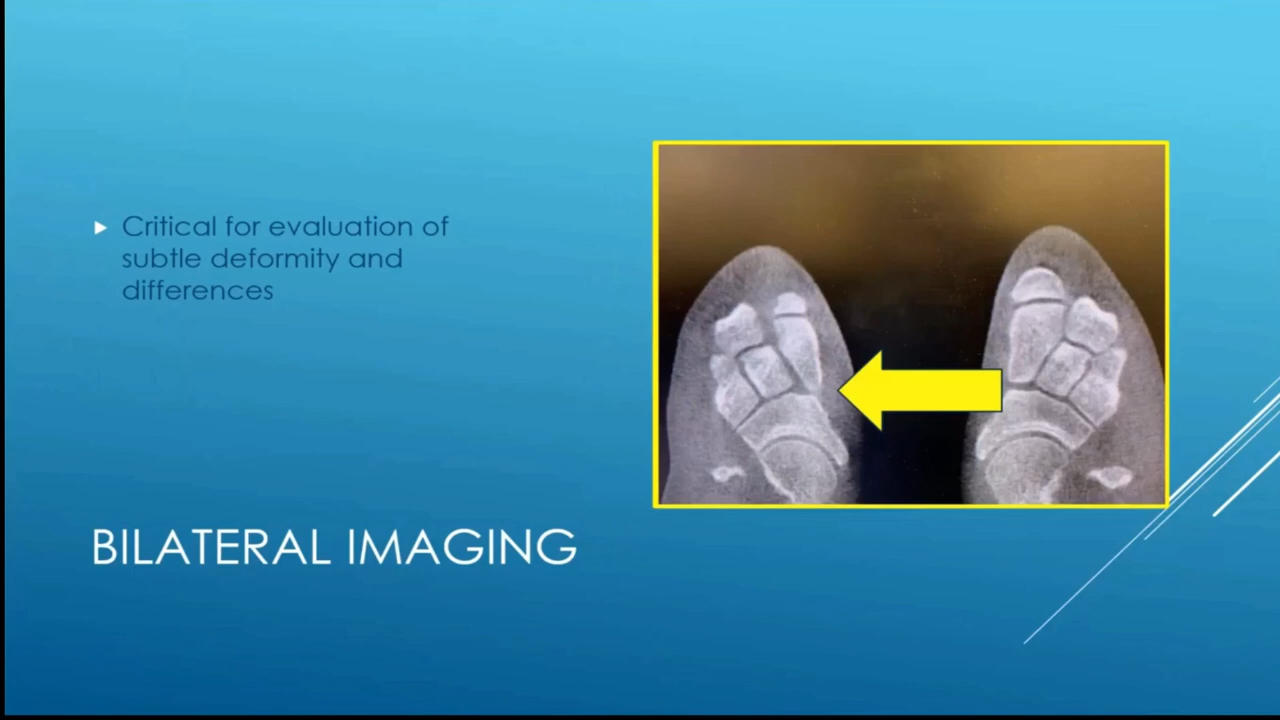 Critical for evaluation of
subtle deformity and
differences
BILATERAL IMAGING